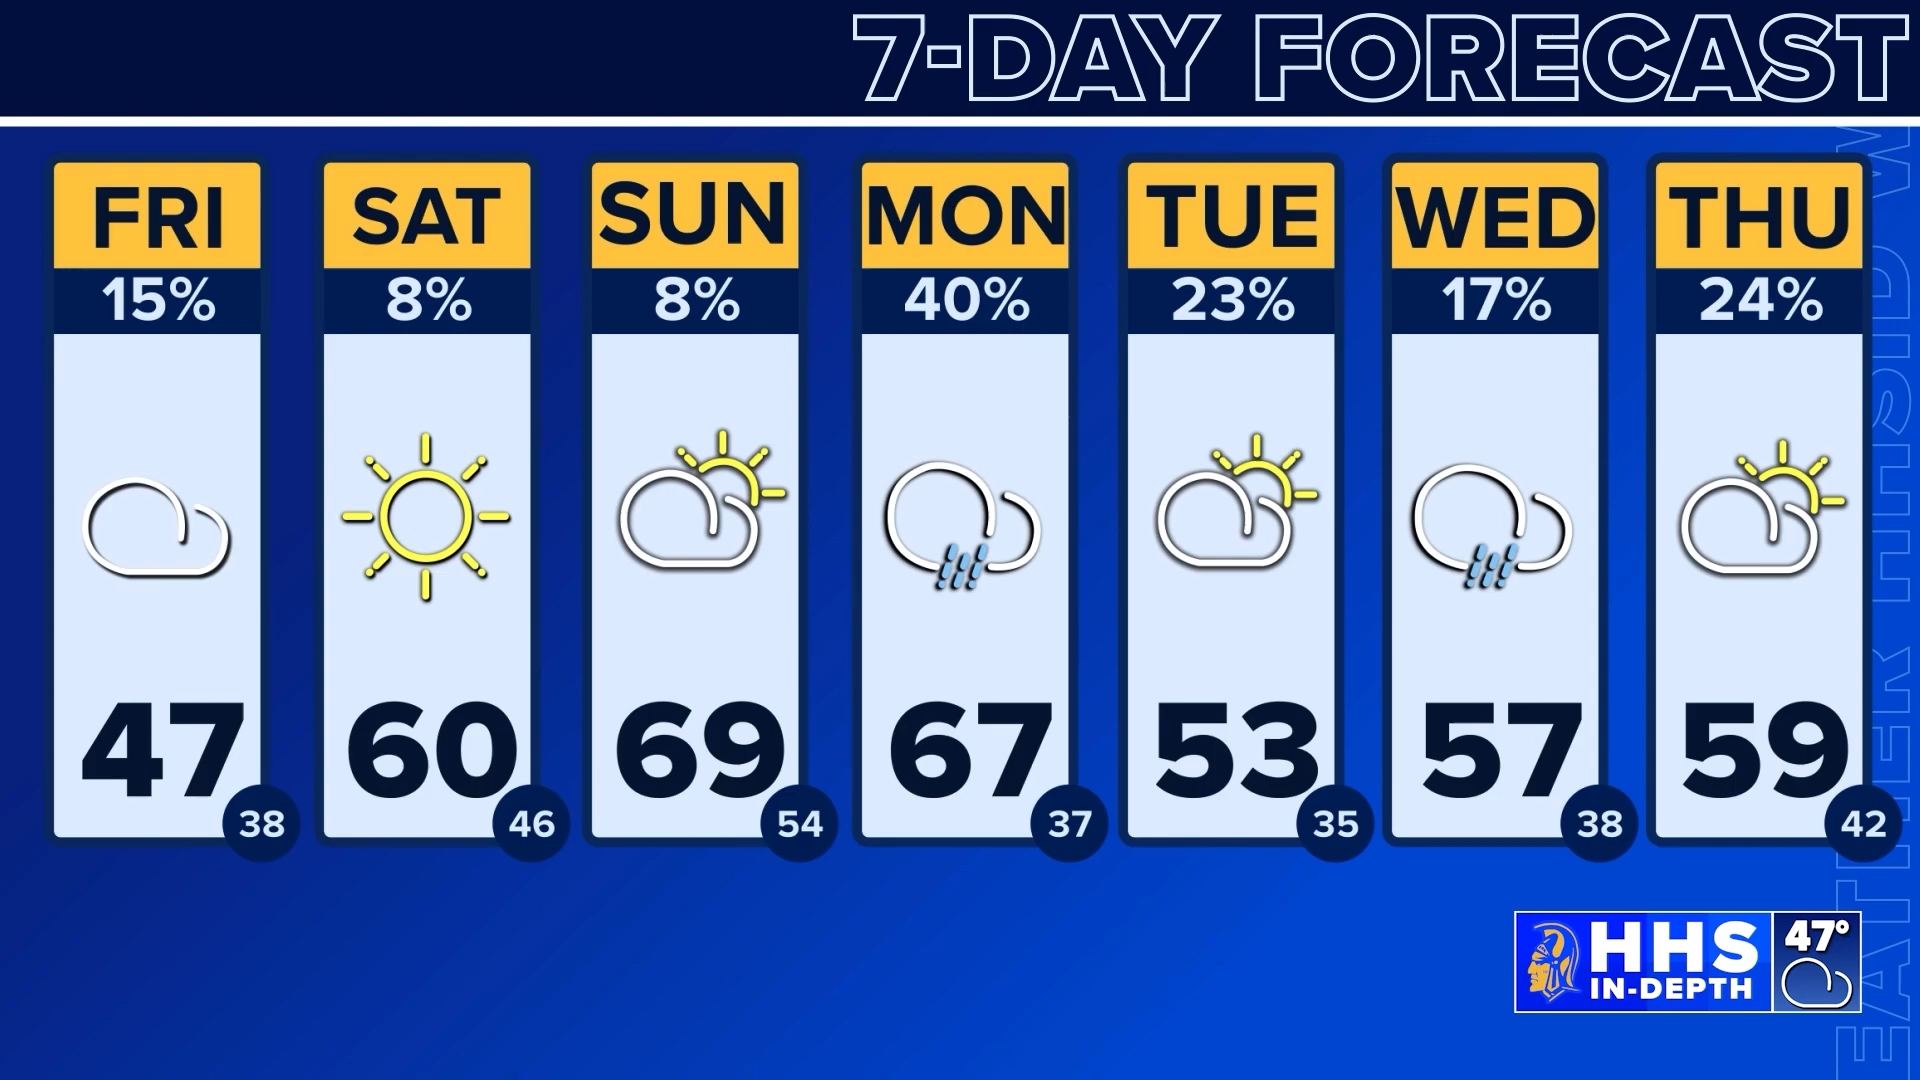 7-DAY FORECAST
FRI SAT SUN MON TUE WED THU
15% 8% 8% 40% 23% 17% 24%
47 60 69 67 53 57 59
38 46 54 37 35 38 42
HHS 47°
IN-DEPTH